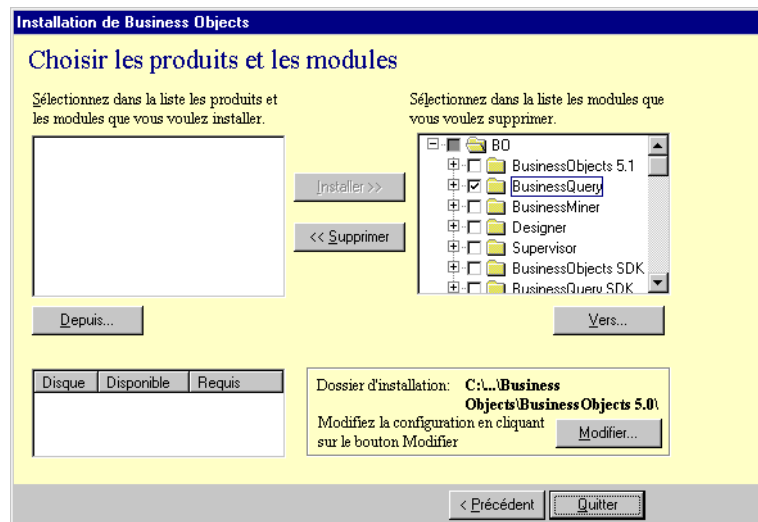 Installation de Business Objects
Choisir les produits et les modules
Sélectionnez dans la liste les produits et
les modules que vous voulez installer.
Sélectionnez dans la liste les modules que
vous voulez supprimer.
BO
BusinessObjects 5.1
BusinessQuery
BusinessMiner
Designer
Supervisor
BusinessObjects SDK
BusinessQuery SDK
Installer >>
<< Supprimer
Depuis...
Vers...
Disque Disponible Requis
Dossier d'installation: C:\...\Business
Objects\BusinessObjects 5.0\
Modifiez la configuration en cliquant
sur le bouton Modifier
Modifier...
< Précédent
Quitter